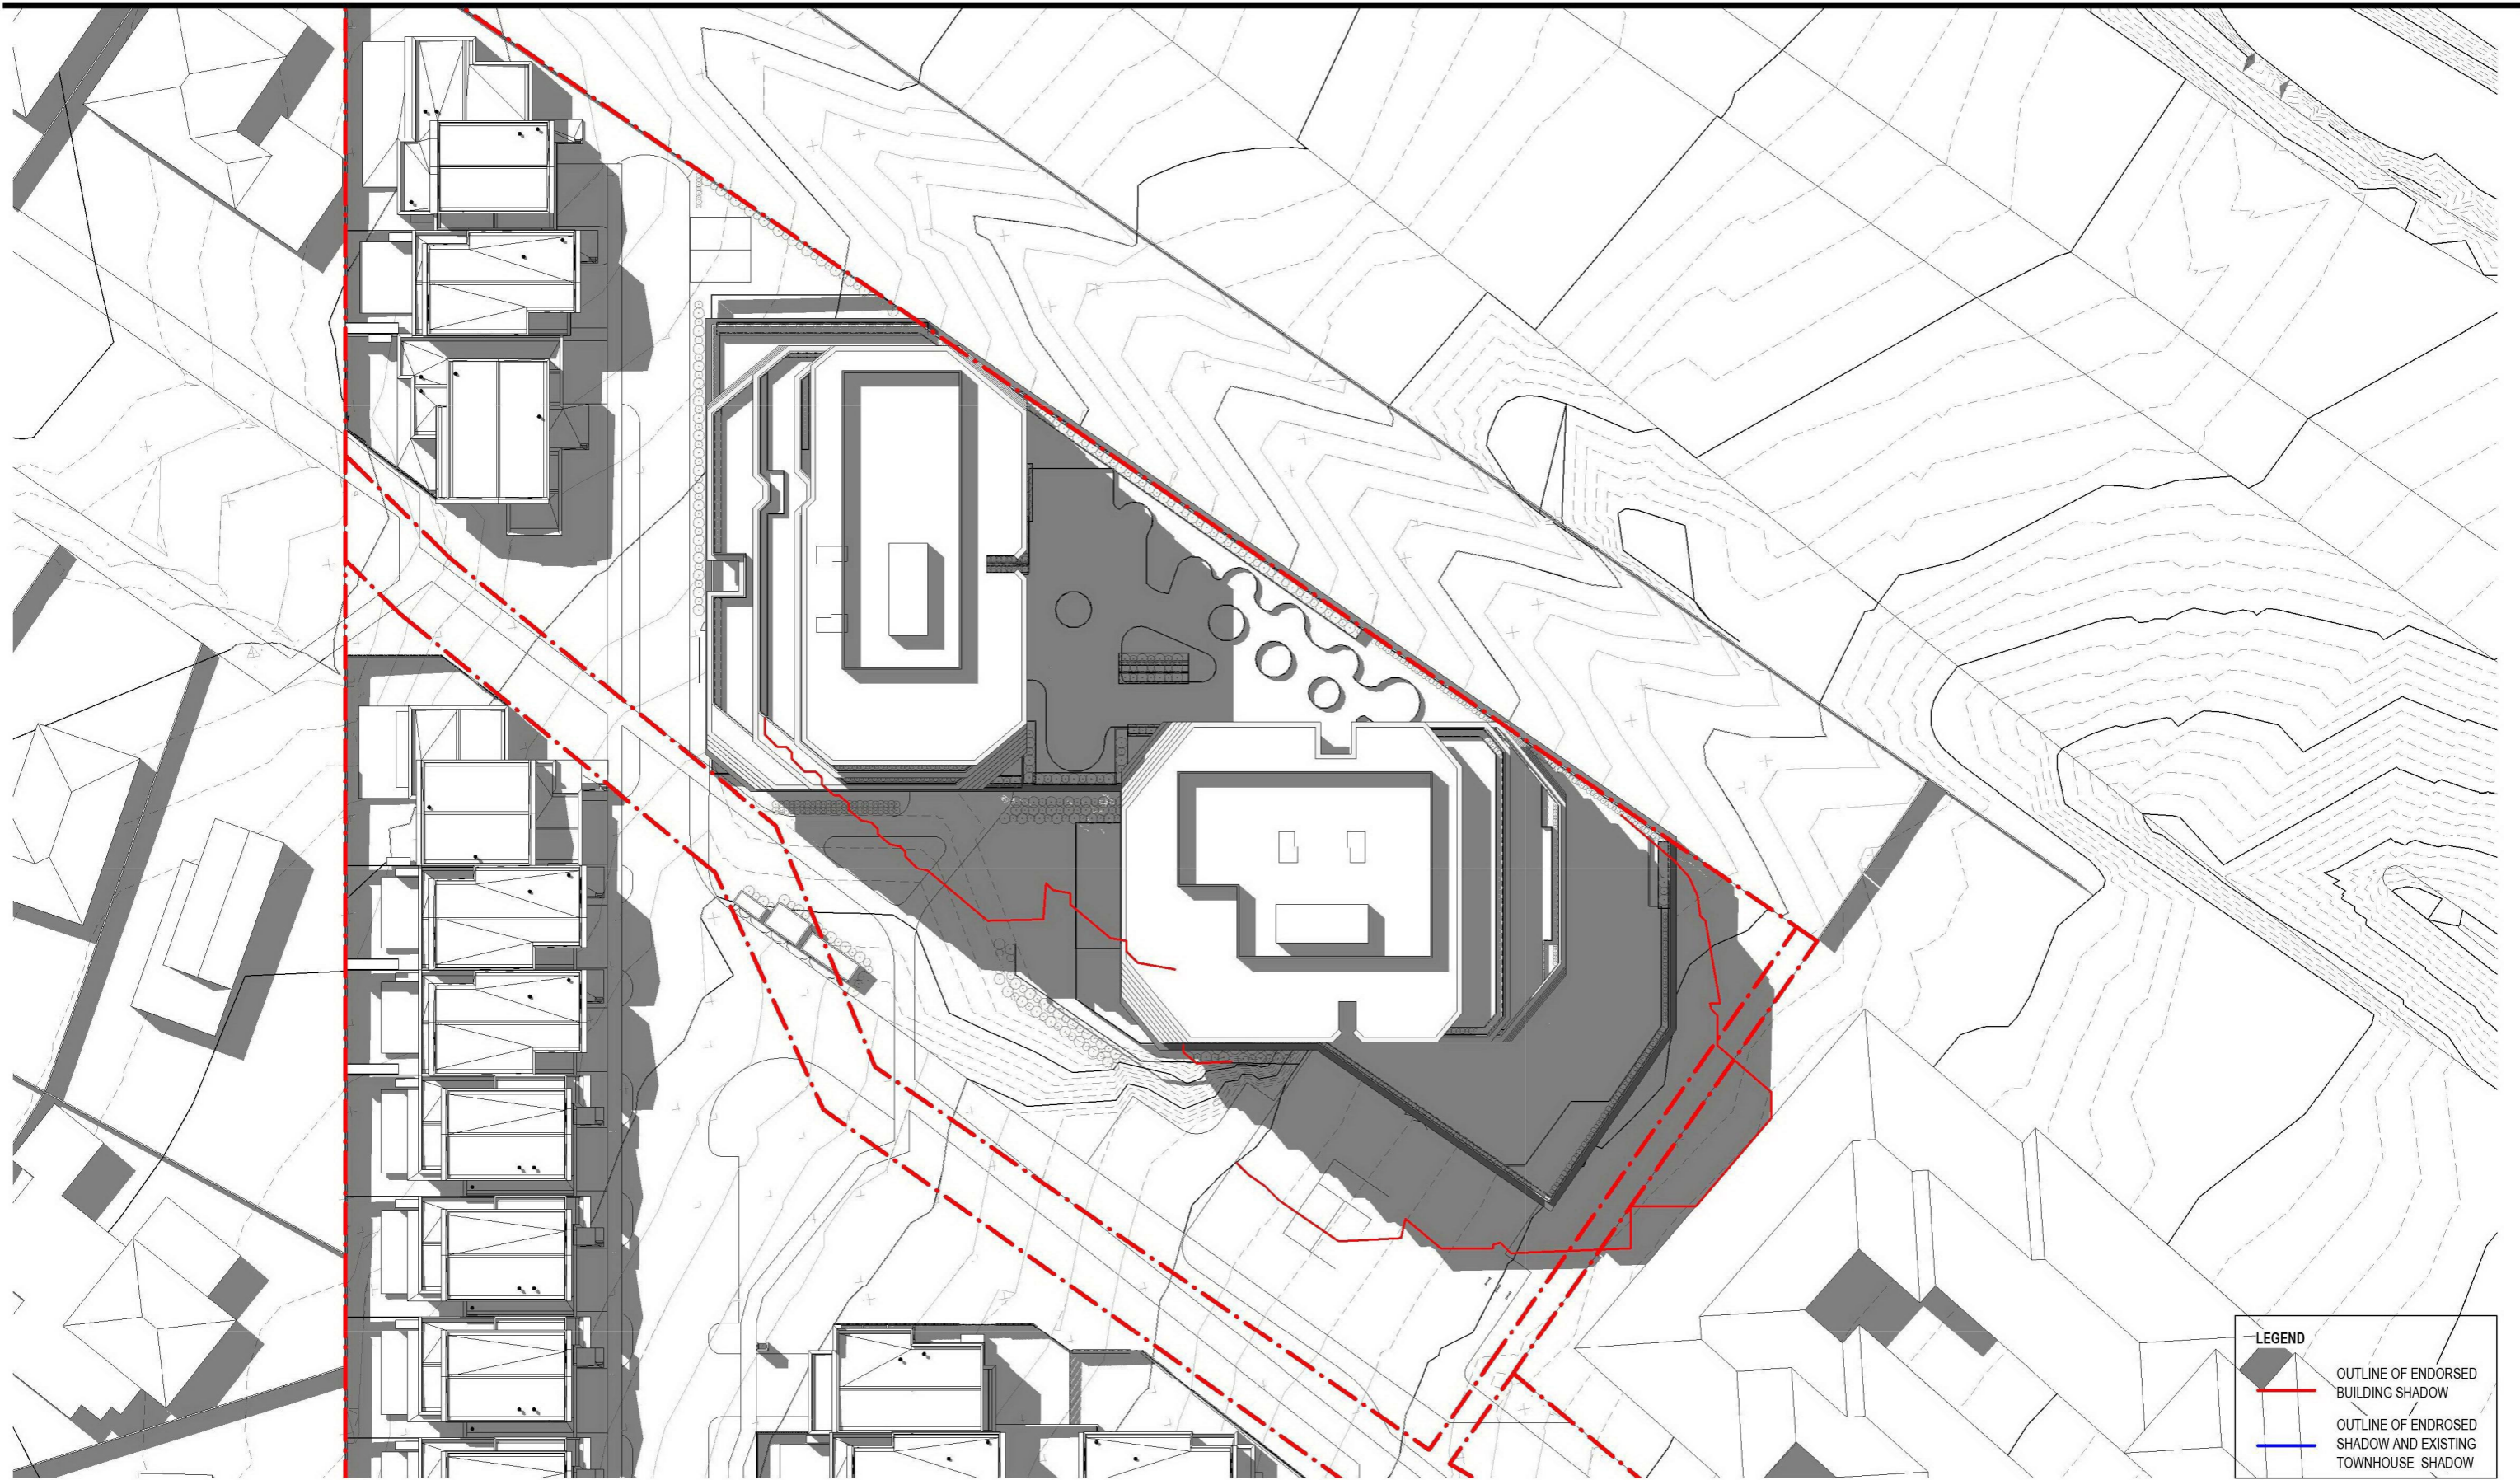 LEGEND
OUTLINE OF ENDORSED
BUILDING SHADOW
OUTLINE OF ENDROSED
SHADOW AND EXISTING
TOWNHOUSE SHADOW